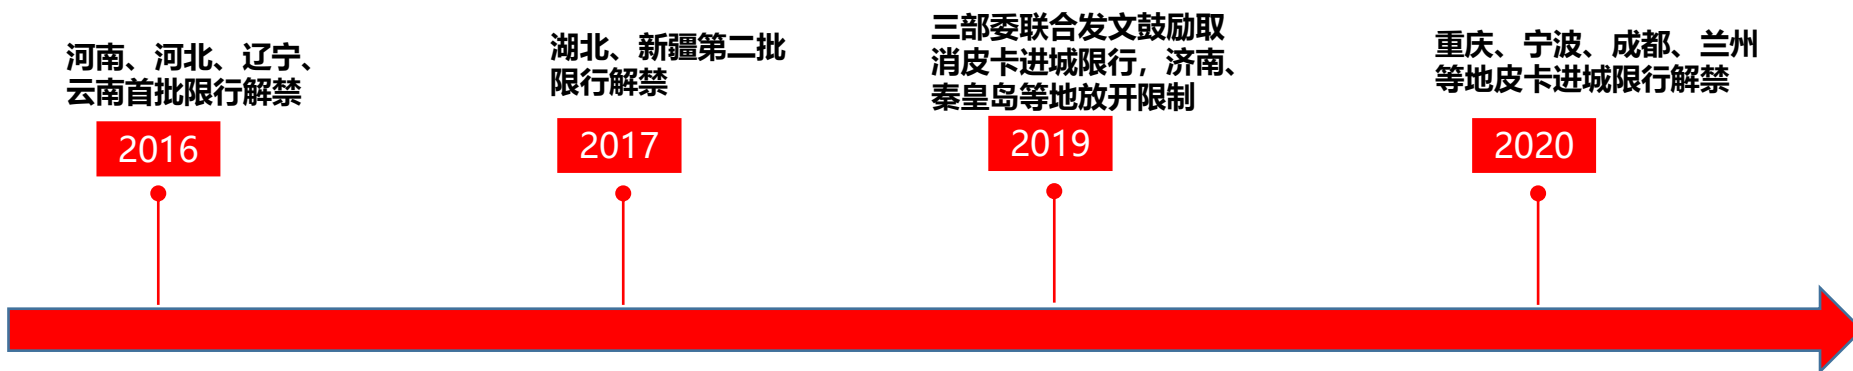 河南、河北、辽宁、
云南首批限行解禁
2016
湖北、新疆第二批
限行解禁
2017
三部委联合发文鼓励取
消皮卡进城限行，济南、
秦皇岛等地放开限制
2019
重庆、宁波、成都、兰州
等地皮卡进城限行解禁
2020